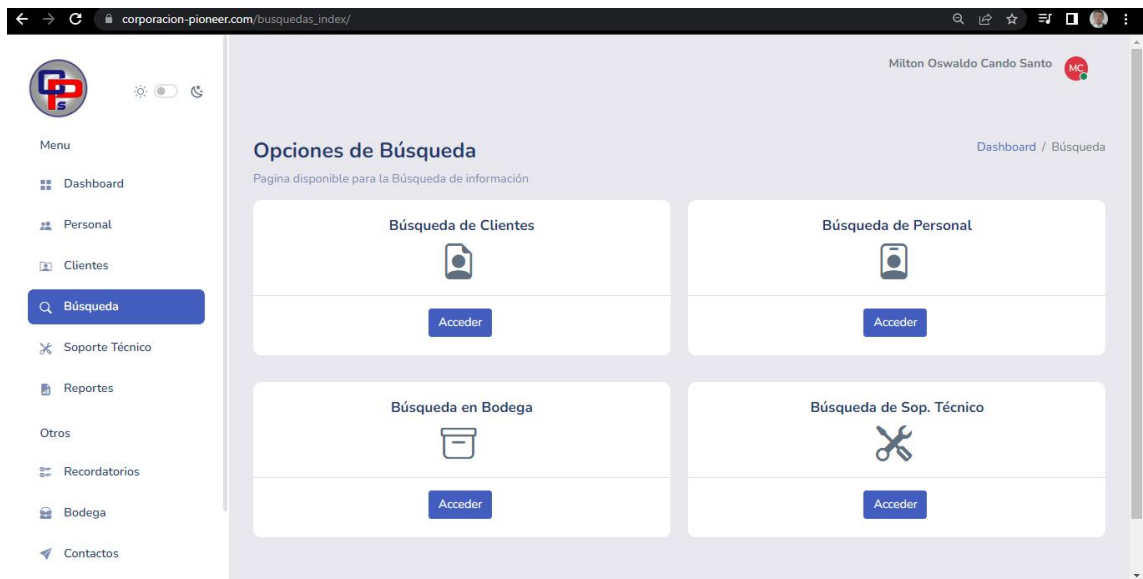 corporacion-pioneer.com/busquedas_index/
Milton Oswaldo Cando Santo
MC
CPPs
Menu
Dashboard
Personal
Clientes
Búsqueda
Soporte Técnico
Reportes
Otros
Recordatorios
Bodega
Contactos
Opciones de Búsqueda
Dashboard / Búsqueda
Pagina disponible para la Búsqueda de información
Búsqueda de Clientes
Acceder
Búsqueda de Personal
Acceder
Búsqueda en Bodega
Acceder
Búsqueda de Sop. Técnico
Acceder